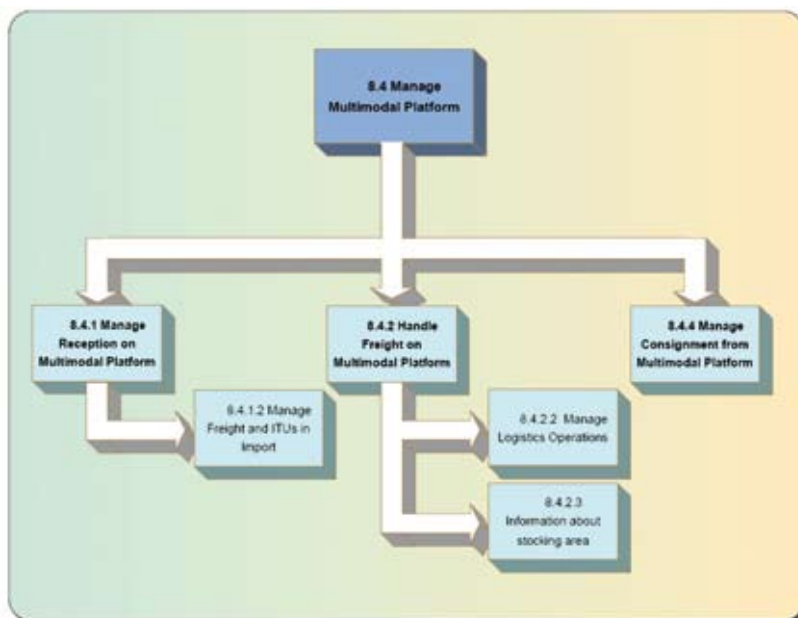 8.4 Manage
Multimodal Platform
8.4.1 Manage
Reception on
Multimodal Platform
8.4.2 Handle
Freight on
Multimodal Platform
8.4.4 Manage
Consignment from
Multimodal Platform
8.4.1.2 Manage
Freight and ITUs in
Import
8.4.2.2 Manage
Logistics Operations
8.4.2.3
Information about
stocking area